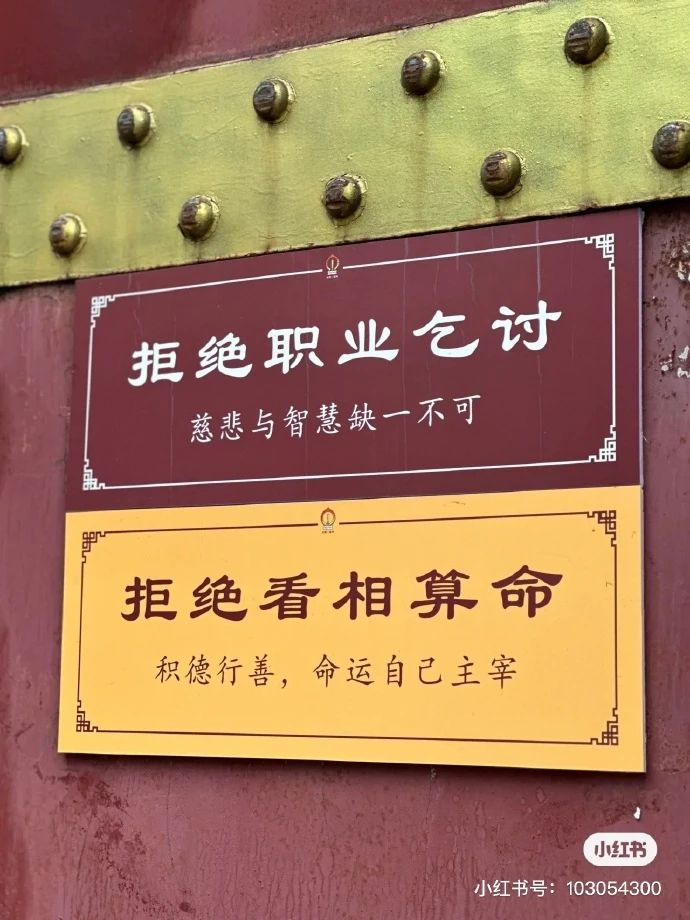 拒绝职业乞讨
慈悲与智慧缺一不可
拒绝看相算命
积德行善，命运自己主宰
小红书
小红书号：103054300